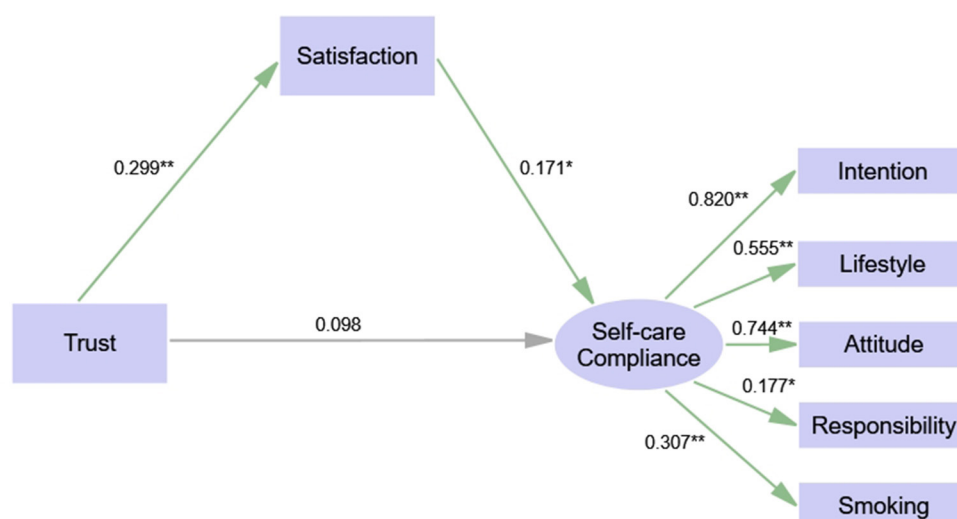 Satisfaction
0.299**
0.171*
Intention
0.820**
0.555**
Lifestyle
Trust
0.098
Self-care
Compliance
0.744**
Attitude
0.177*
Responsibility
0.307**
Smoking